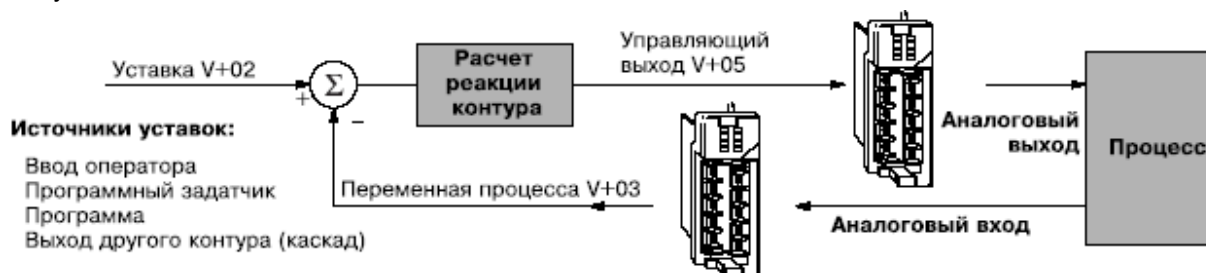 Уставка V+02
+
Σ
−
Расчет
реакции
контура
Управляющий
выход V+05
Аналоговый
выход
Процесс
Источники уставок:
Ввод оператора
Программный задатчик
Программа
Выход другого контура (каскад)
Переменная процесса V+03
Аналоговый вход